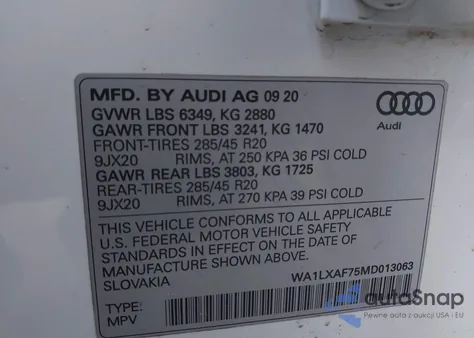 MFD. BY AUDI AG 09 20
GVWR LBS 6349, KG 2880
GAWR FRONT LBS 3241, KG 1470
FRONT-TIRES 285/45 R20
9JX20 RIMS, AT 250 KPA 36 PSI COLD
GAWR REAR LBS 3803, KG 1725
REAR-TIRES 285/45 R20
9JX20 RIMS, AT 270 KPA 39 PSI COLD
THIS VEHICLE CONFORMS TO ALL APPLICABLE
U.S. FEDERAL MOTOR VEHICLE SAFETY
STANDARDS IN EFFECT ON THE DATE OF
MANUFACTURE SHOWN ABOVE.
SLOVAKIA
WA1LXAF75MD013063
TYPE:
MPV
Audi
autoSnap
Pewne auta z USA i EU